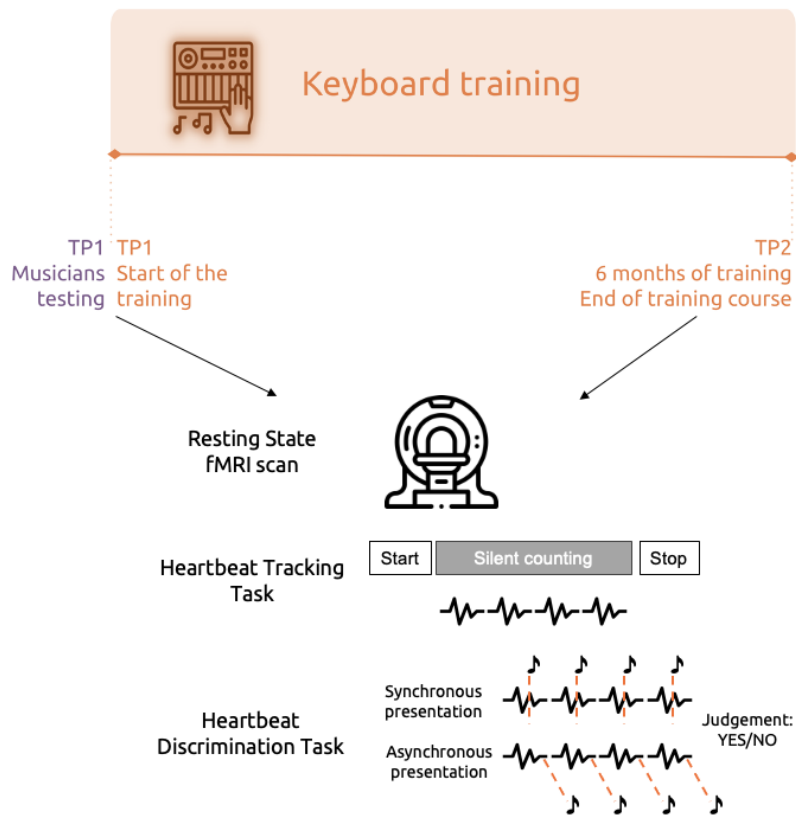 Keyboard training
TP1
Musicians
testing
TP1
Start of the
training
TP2
6 months of training
End of training course
Resting State
fMRI scan
Heartbeat Tracking
Task
Start
Silent counting
Stop
Heartbeat
Discrimination Task
Synchronous
presentation
Asynchronous
presentation
Judgement:
YES/NO